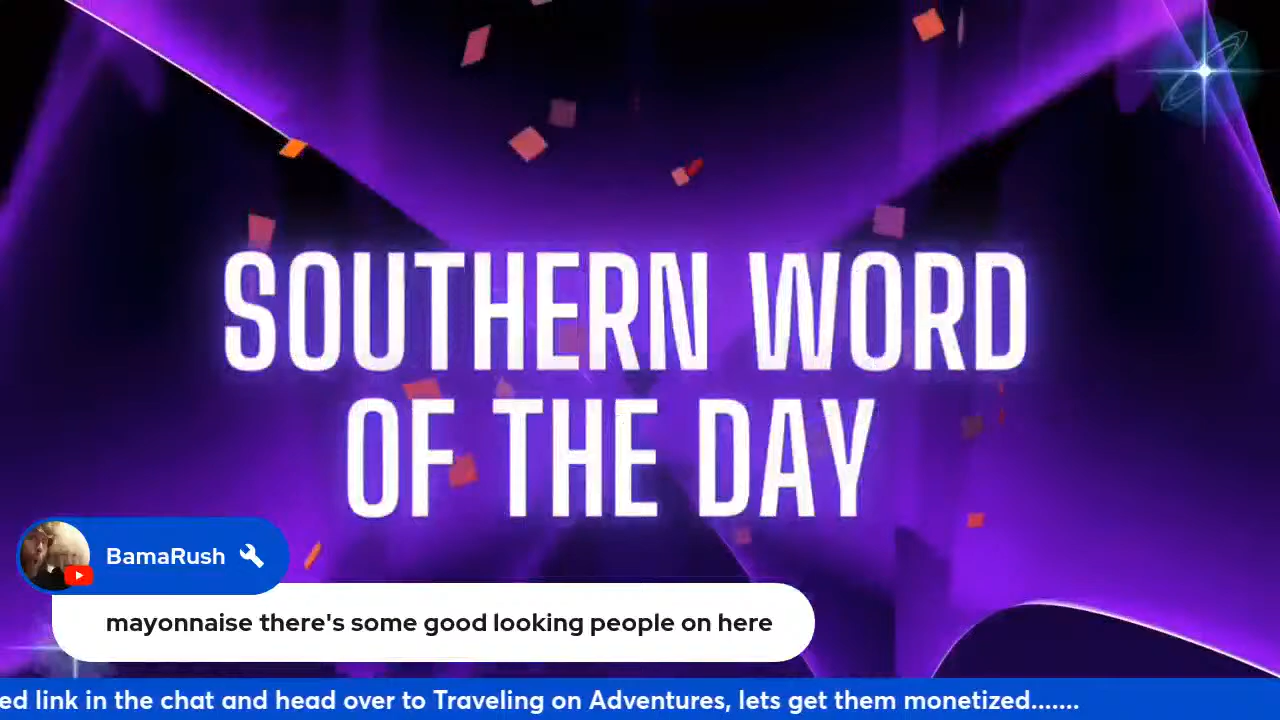 SOUTHERN WORD
OF THE DAY
BamaRush
mayonnaise there's some good looking people on here
ed link in the chat and head over to Traveling on Adventures, lets get them monetized.......